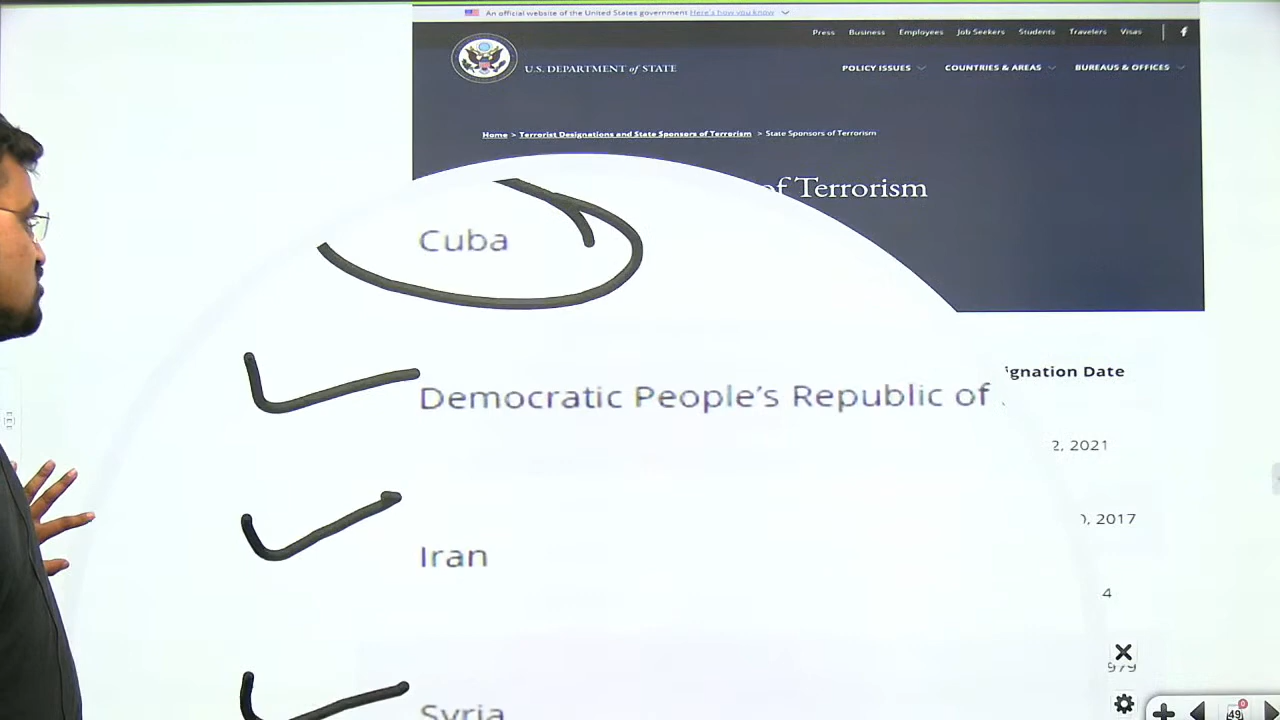 An official website of the United States government Here's how you know
Press Business Employees Job Seekers Students Travelers Visas
U.S. DEPARTMENT of STATE
POLICY ISSUES COUNTRIES & AREAS BUREAUS & OFFICES
Home > Terrorist Designations and State Sponsors of Terrorism > State Sponsors of Terrorism
of Terrorism
Cuba
gnation Date
Democratic People's Republic of
2, 2021
, 2017
Iran
4
979
Syria
49